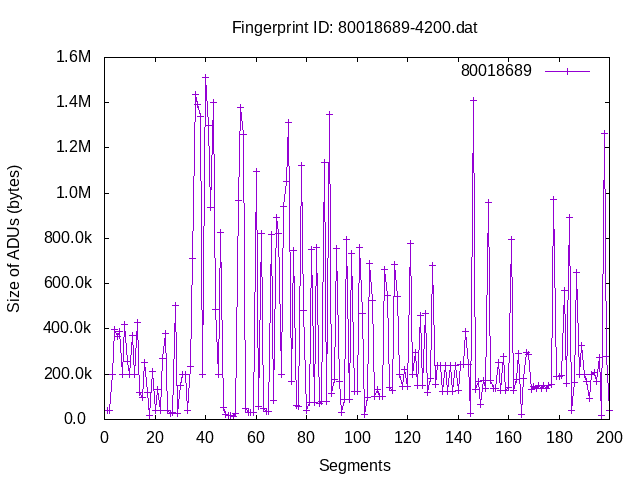 Fingerprint ID: 80018689-4200.dat
1.6M
80018689
1.4M
1.2M
1.0M
800.0k
600.0k
400.0k
200.0k
0.0
Size of ADUs (bytes)
0 20 40 60 80 100 120 140 160 180 200
Segments